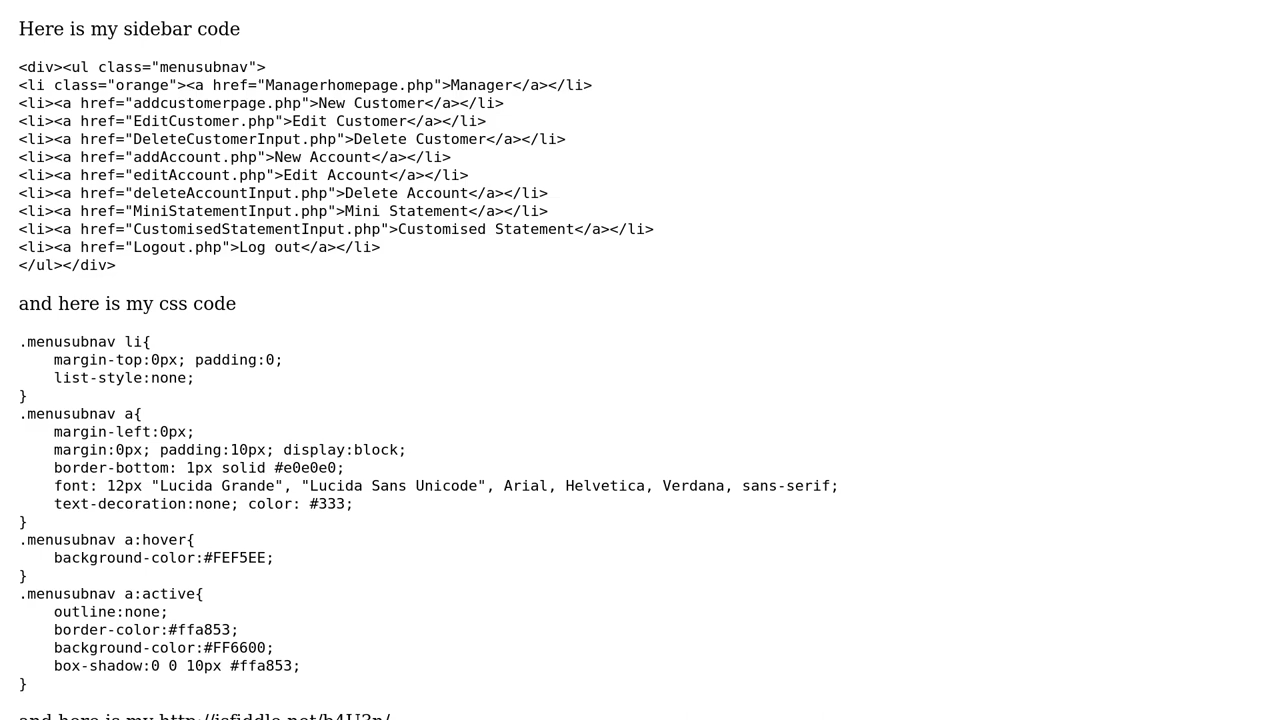 Here is my sidebar code
<div><ul class="menusubnav">
<li class="orange"><a href="Managerhomepage.php">Manager</a></li>
<li><a href="addcustomerpage.php">New Customer</a></li>
<li><a href="EditCustomer.php">Edit Customer</a></li>
<li><a href="DeleteCustomerInput.php">Delete Customer</a></li>
<li><a href="addAccount.php">New Account</a></li>
<li><a href="editAccount.php">Edit Account</a></li>
<li><a href="deleteAccountInput.php">Delete Account</a></li>
<li><a href="MiniStatementInput.php">Mini Statement</a></li>
<li><a href="CustomisedStatementInput.php">Customised Statement</a></li>
<li><a href="Logout.php">Log out</a></li>
</ul></div>
and here is my css code
.menusubnav li{
    margin-top:0px; padding:0;
    list-style:none;
}
.menusubnav a{
    margin-left:0px;
    margin:0px; padding:10px; display:block;
    border-bottom: 1px solid #e0e0e0;
    font: 12px "Lucida Grande", "Lucida Sans Unicode", Arial, Helvetica, Verdana, sans-serif;
    text-decoration:none; color: #333;
}
.menusubnav a:hover{
    background-color:#FEF5EE;
}
.menusubnav a:active{
    outline:none;
    border-color:#ffa853;
    background-color:#FF6600;
    box-shadow:0 0 10px #ffa853;
}
and here is my